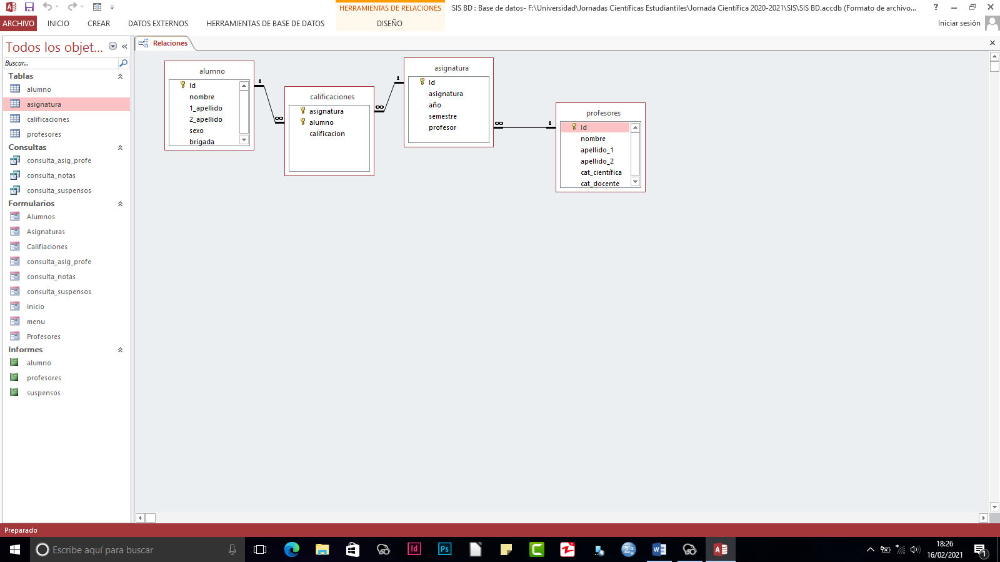 HERRAMIENTAS DE RELACIONES
SIS BD : Base de datos- F:\Universidad\Jornadas Científicas Estudiantiles\Jornada Científica 2020-2021\SIS\SIS BD.accdb (Formato de archivo...
?
ARCHIVO
INICIO
CREAR
DATOS EXTERNOS
HERRAMIENTAS DE BASE DE DATOS
DISEÑO
Iniciar sesión
Todos los objet... «
Buscar...
Tablas
alumno
asignatura
calificaciones
profesores
Consultas
consulta_asig_profe
consulta_notas
consulta_suspensos
Formularios
Alumnos
Asignaturas
Califiaciones
consulta_asig_profe
consulta_notas
consulta_suspensos
inicio
menu
Profesores
Informes
alumno
profesores
suspensos
Relaciones
alumno
Id
nombre
1_apellido
2_apellido
sexo
brigada
1
∞
calificaciones
asignatura
alumno
calificacion
∞
1
asignatura
Id
asignatura
año
semestre
profesor
∞
1
profesores
Id
nombre
apellido_1
apellido_2
cat_científica
cat_docente
Preparado
Escribe aquí para buscar
Id
Ps
18:26
16/02/2021
1